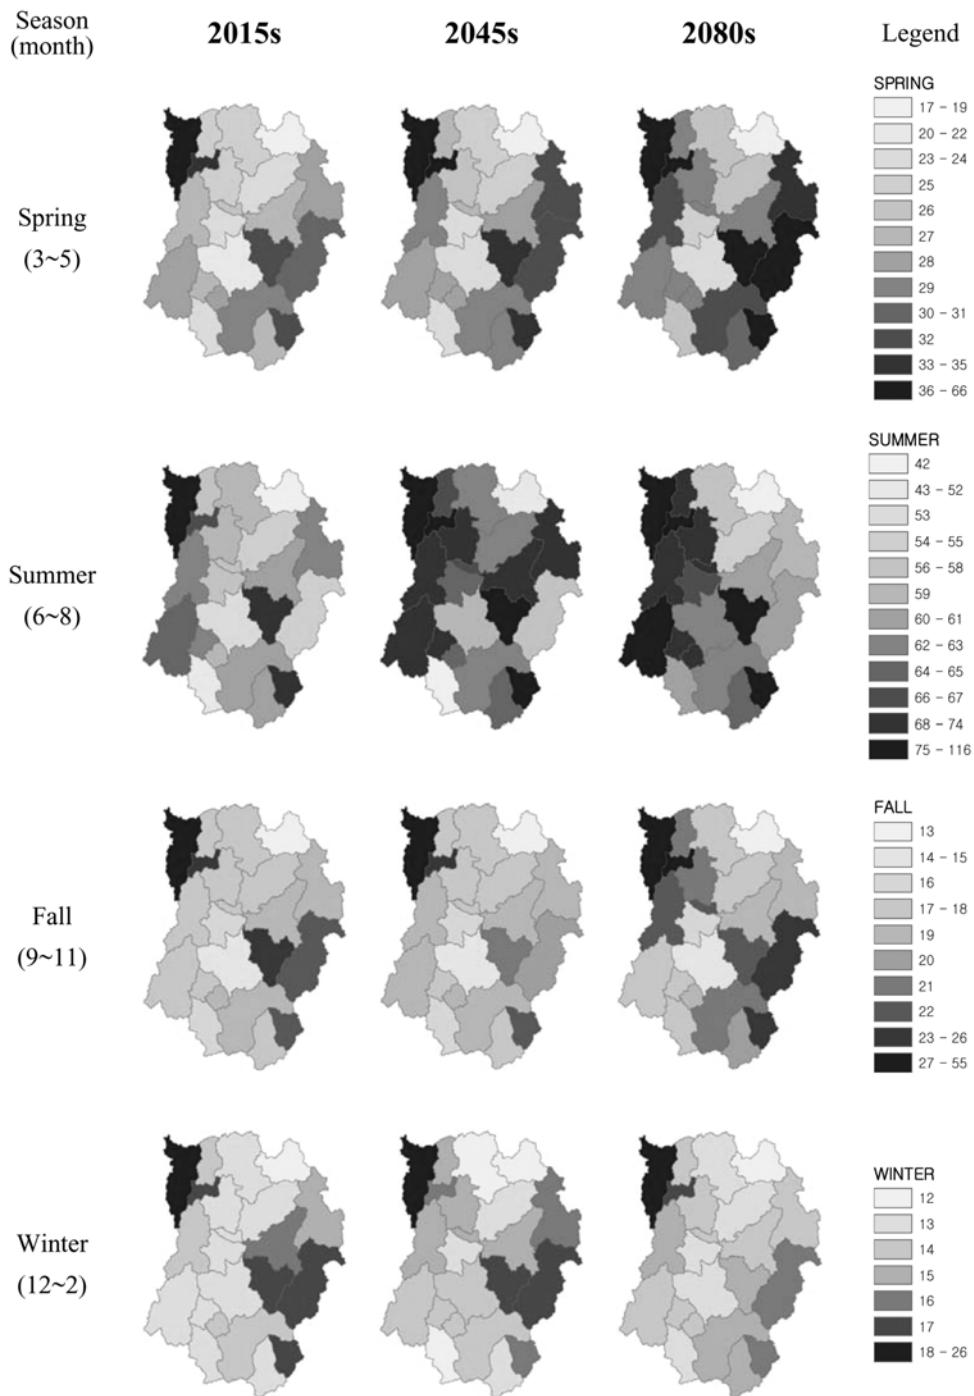 Season
(month)
2015s
2045s
2080s
Legend
Spring
(3~5)
SPRING
17 - 19
20 - 22
23 - 24
25
26
27
28
29
30 - 31
32
33 - 35
36 - 66
Summer
(6~8)
SUMMER
42
43 - 52
53
54 - 55
56 - 58
59
60 - 61
62 - 63
64 - 65
66 - 67
68 - 74
75 - 116
Fall
(9~11)
FALL
13
14 - 15
16
17 - 18
19
20
21
22
23 - 26
27 - 55
Winter
(12~2)
WINTER
12
13
14
15
16
17
18 - 26